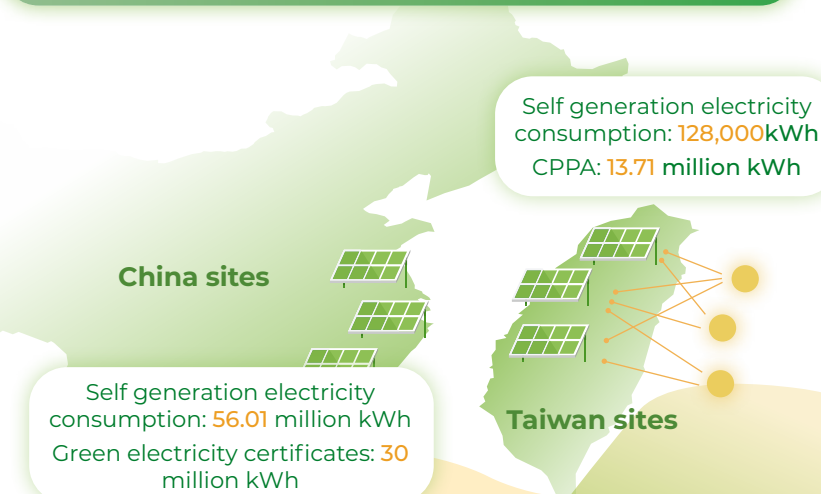 Self generation electricity
consumption: 128,000kWh
CPPA: 13.71 million kWh
China sites
Self generation electricity
consumption: 56.01 million kWh
Green electricity certificates: 30
million kWh
Taiwan sites